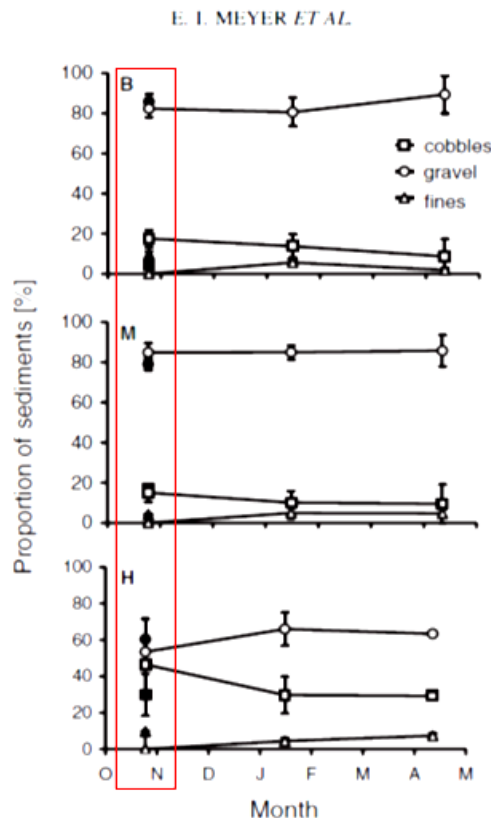 E. I. MEYER ET AL.
Proportion of sediments [%]
100
B
80
60
40
20
0
cobbles
gravel
fines
100
M
80
60
40
20
0
100
H
80
60
40
20
0
O N D J F M A M
Month